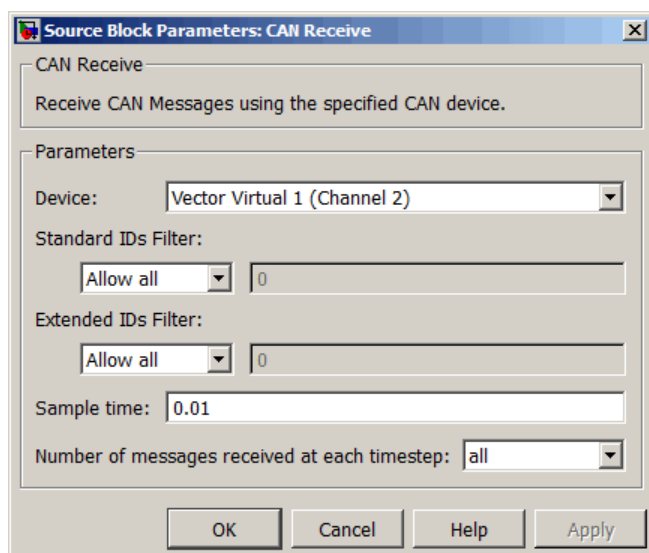 Source Block Parameters: CAN Receive
CAN Receive
Receive CAN Messages using the specified CAN device.
Parameters
Device: Vector Virtual 1 (Channel 2)
Standard IDs Filter:
Allow all 0
Extended IDs Filter:
Allow all 0
Sample time: 0.01
Number of messages received at each timestep: all
OK Cancel Help Apply